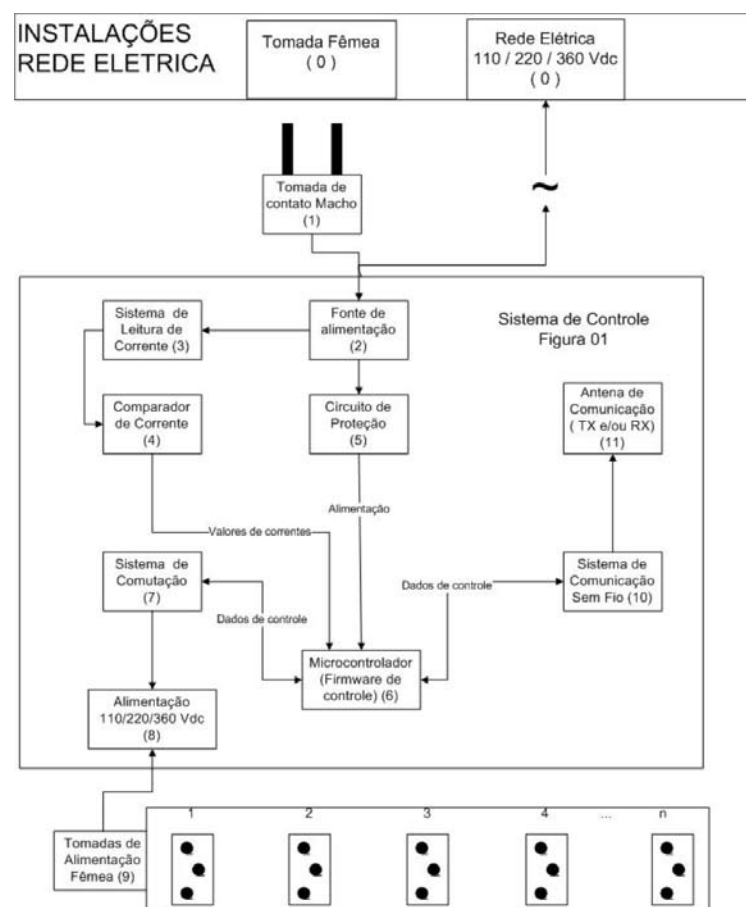 INSTALAÇÕES
REDE ELETRICA
Tomada Fêmea
( 0 )
Rede Elétrica
110 / 220 / 360 Vdc
( 0 )
~
Tomada de
contato Macho
(1)
Sistema de
Leitura de
Corrente (3)
Fonte de
alimentação
(2)
Sistema de Controle
Figura 01
Comparador
de Corrente
(4)
Circuito de
Proteção
(5)
Antena de
Comunicação
( TX e/ou RX)
(11)
Alimentação
Valores de correntes
Sistema de
Comutação
(7)
Dados de controle
Sistema de
Comunicação
Sem Fio (10)
Dados de controle
Microcontrolador
(Firmware de
controle) (6)
Alimentação
110/220/360 Vdc
(8)
Tomadas de
Alimentação
Fêmea (9)
1 2 3 4 ... n